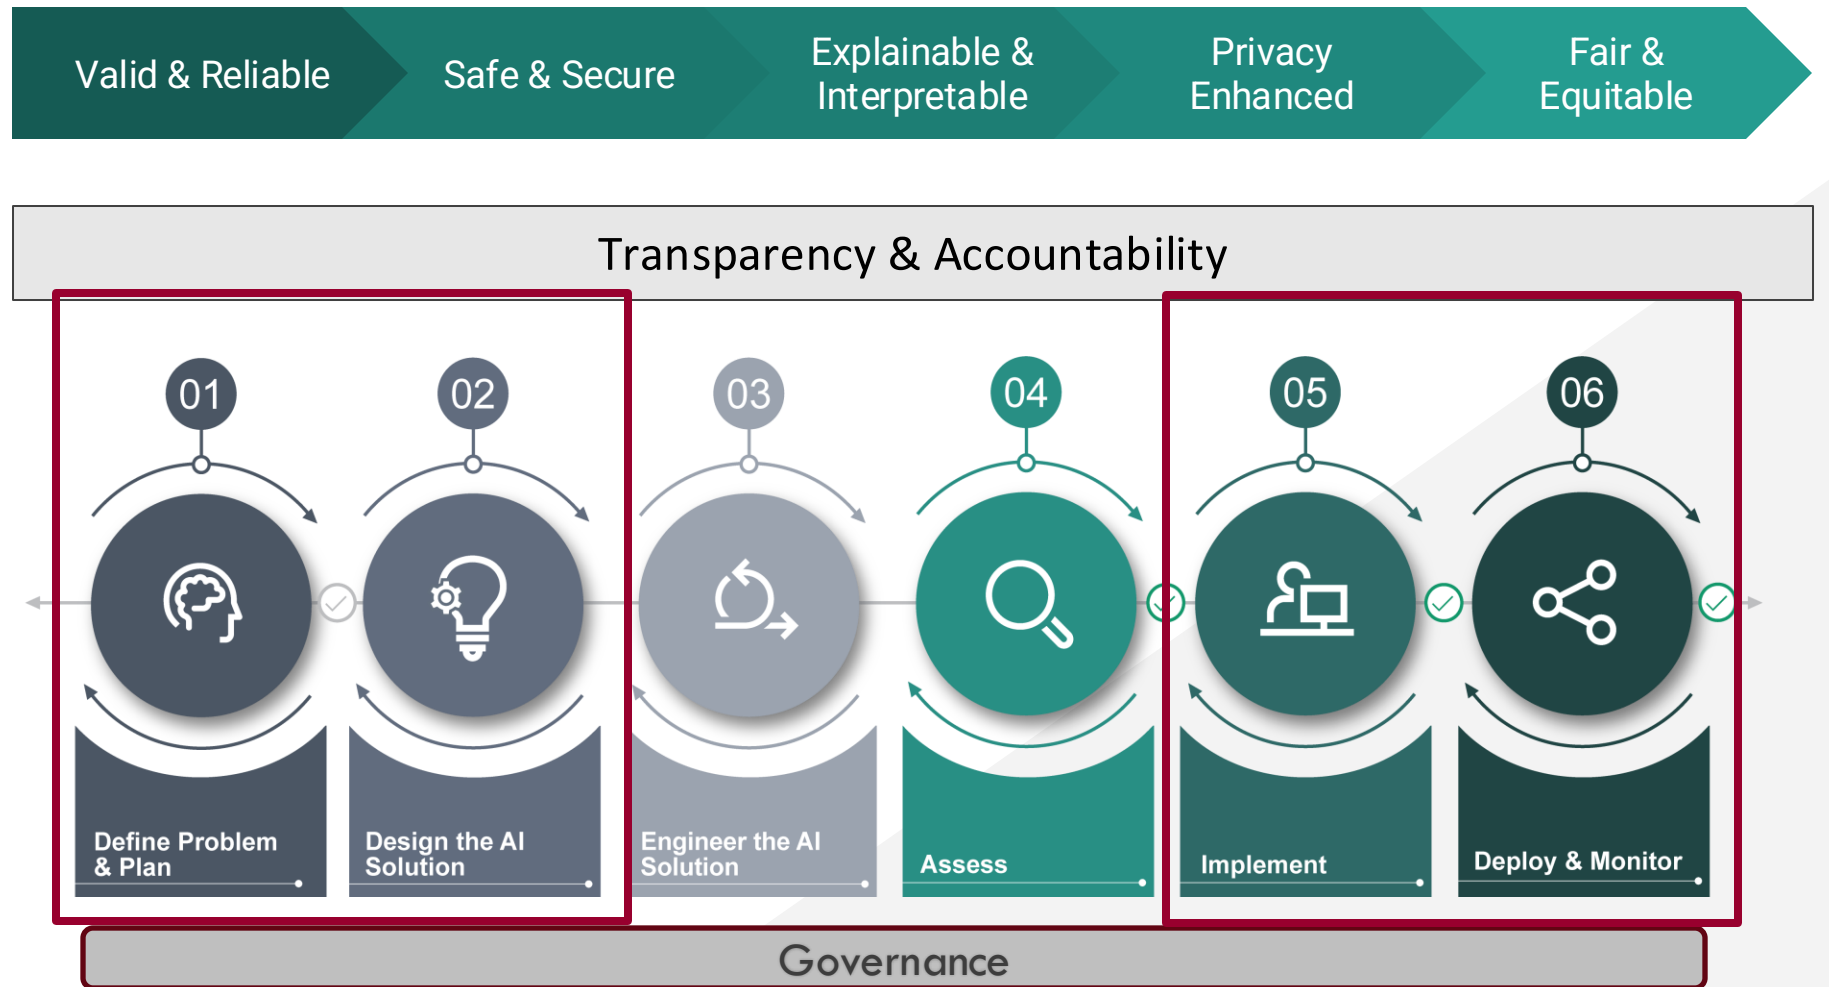 Valid & Reliable
Safe & Secure
Explainable &
Interpretable
Privacy
Enhanced
Fair &
Equitable
Transparency & Accountability
01
02
03
04
05
06
Define Problem
& Plan
Design the AI
Solution
Engineer the AI
Solution
Assess
Implement
Deploy & Monitor
Governance